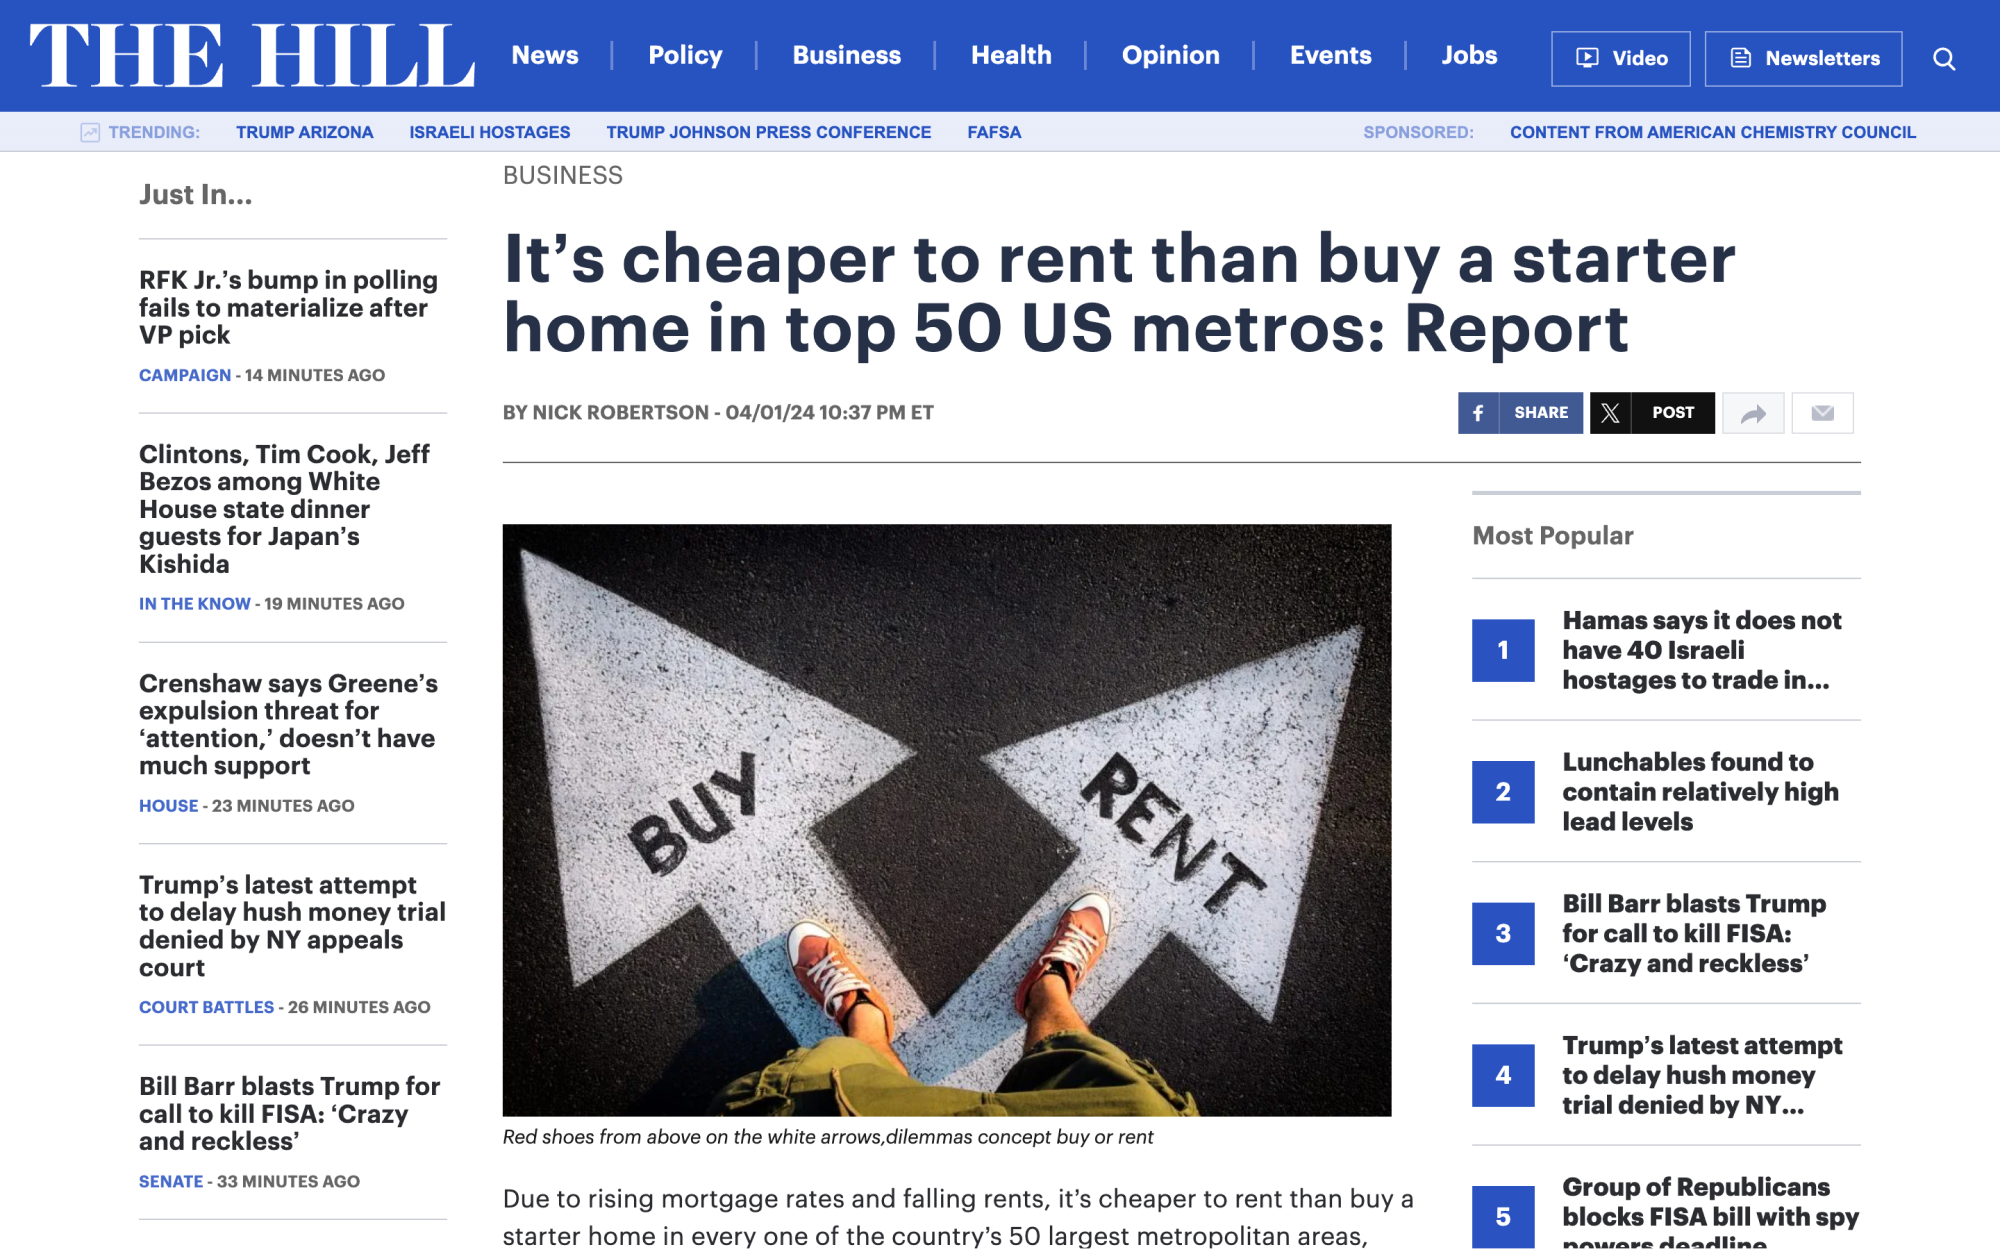 THE HILL
News
Policy
Business
Health
Opinion
Events
Jobs
Video
Newsletters
TRENDING:
TRUMP ARIZONA
ISRAELI HOSTAGES
TRUMP JOHNSON PRESS CONFERENCE
FAFSA
SPONSORED:
CONTENT FROM AMERICAN CHEMISTRY COUNCIL
Just In...
RFK Jr.’s bump in polling
fails to materialize after
VP pick
CAMPAIGN - 14 MINUTES AGO
Clintons, Tim Cook, Jeff
Bezos among White
House state dinner
guests for Japan’s
Kishida
IN THE KNOW - 19 MINUTES AGO
Crenshaw says Greene’s
expulsion threat for
‘attention,’ doesn’t have
much support
HOUSE - 23 MINUTES AGO
Trump’s latest attempt
to delay hush money trial
denied by NY appeals
court
COURT BATTLES - 26 MINUTES AGO
Bill Barr blasts Trump for
call to kill FISA: ‘Crazy
and reckless’
SENATE - 33 MINUTES AGO
BUSINESS
It’s cheaper to rent than buy a starter
home in top 50 US metros: Report
BY NICK ROBERTSON - 04/01/24 10:37 PM ET
SHARE
POST
BUY
RENT
Red shoes from above on the white arrows,dilemmas concept buy or rent
Due to rising mortgage rates and falling rents, it’s cheaper to rent than buy a
starter home in every one of the country’s 50 largest metropolitan areas,
Most Popular
1
Hamas says it does not
have 40 Israeli
hostages to trade in...
2
Lunchables found to
contain relatively high
lead levels
3
Bill Barr blasts Trump
for call to kill FISA:
‘Crazy and reckless’
4
Trump’s latest attempt
to delay hush money
trial denied by NY...
5
Group of Republicans
blocks FISA bill with spy
powers deadline